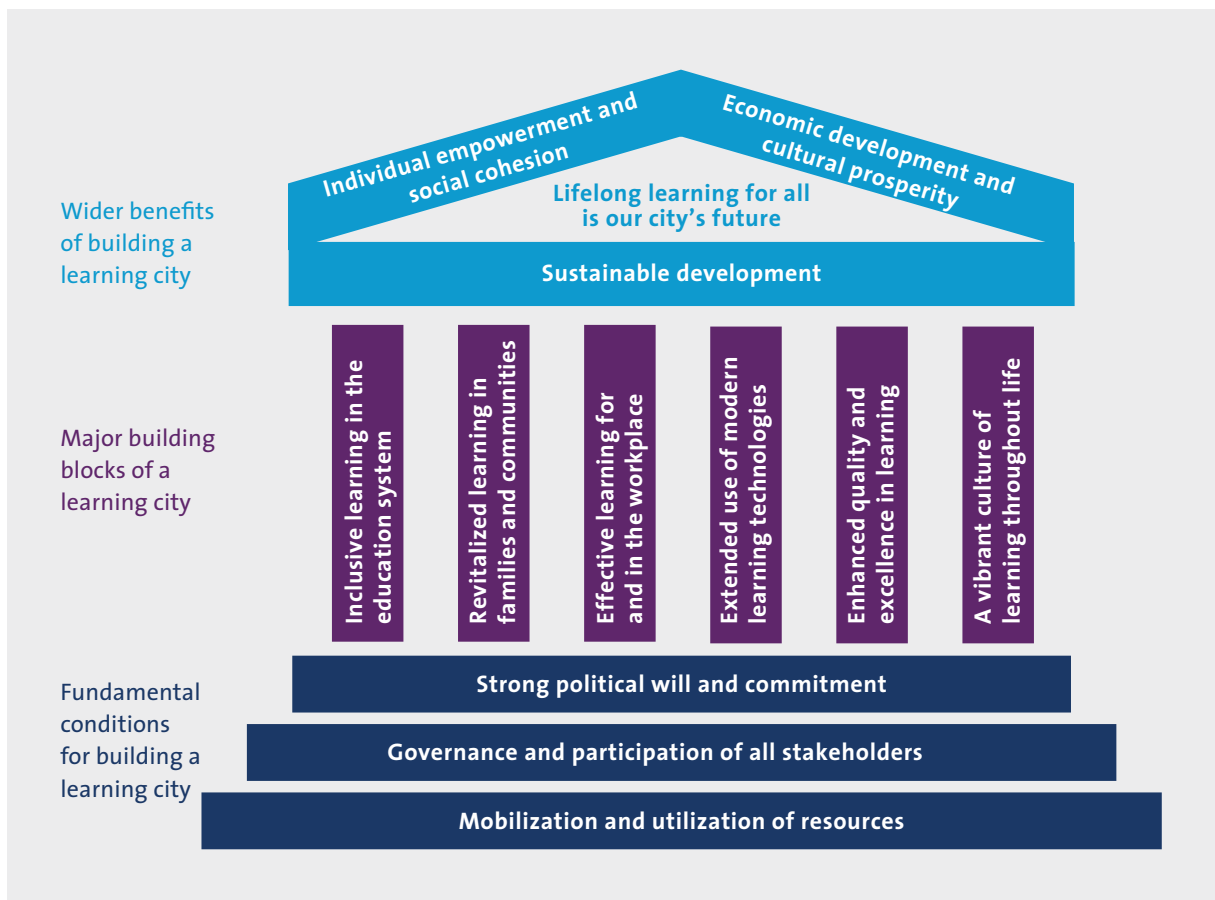 Individual empowerment and
social cohesion
Economic development and
cultural prosperity
Lifelong learning for all
is our city's future
Wider benefits
of building a
learning city
Sustainable development
Major building
blocks of a
learning city
Inclusive learning in the
education system
Revitalized learning in
families and communities
Effective learning for
and in the workplace
Extended use of modern
learning technologies
Enhanced quality and
excellence in learning
A vibrant culture of
learning throughout life
Fundamental
conditions
for building a
learning city
Strong political will and commitment
Governance and participation of all stakeholders
Mobilization and utilization of resources